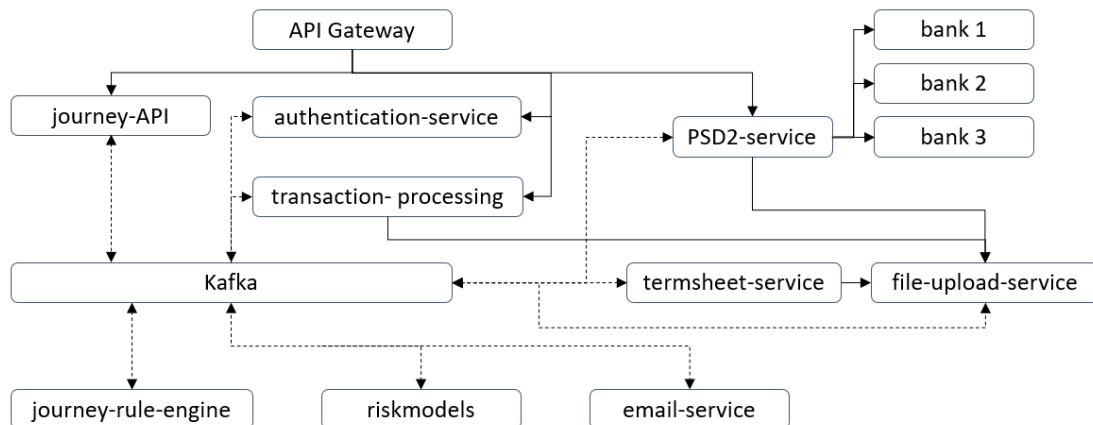 API Gateway
bank 1
bank 2
journey-API
authentication-service
PSD2-service
bank 3
transaction- processing
Kafka
termsheet-service
file-upload-service
journey-rule-engine
riskmodels
email-service